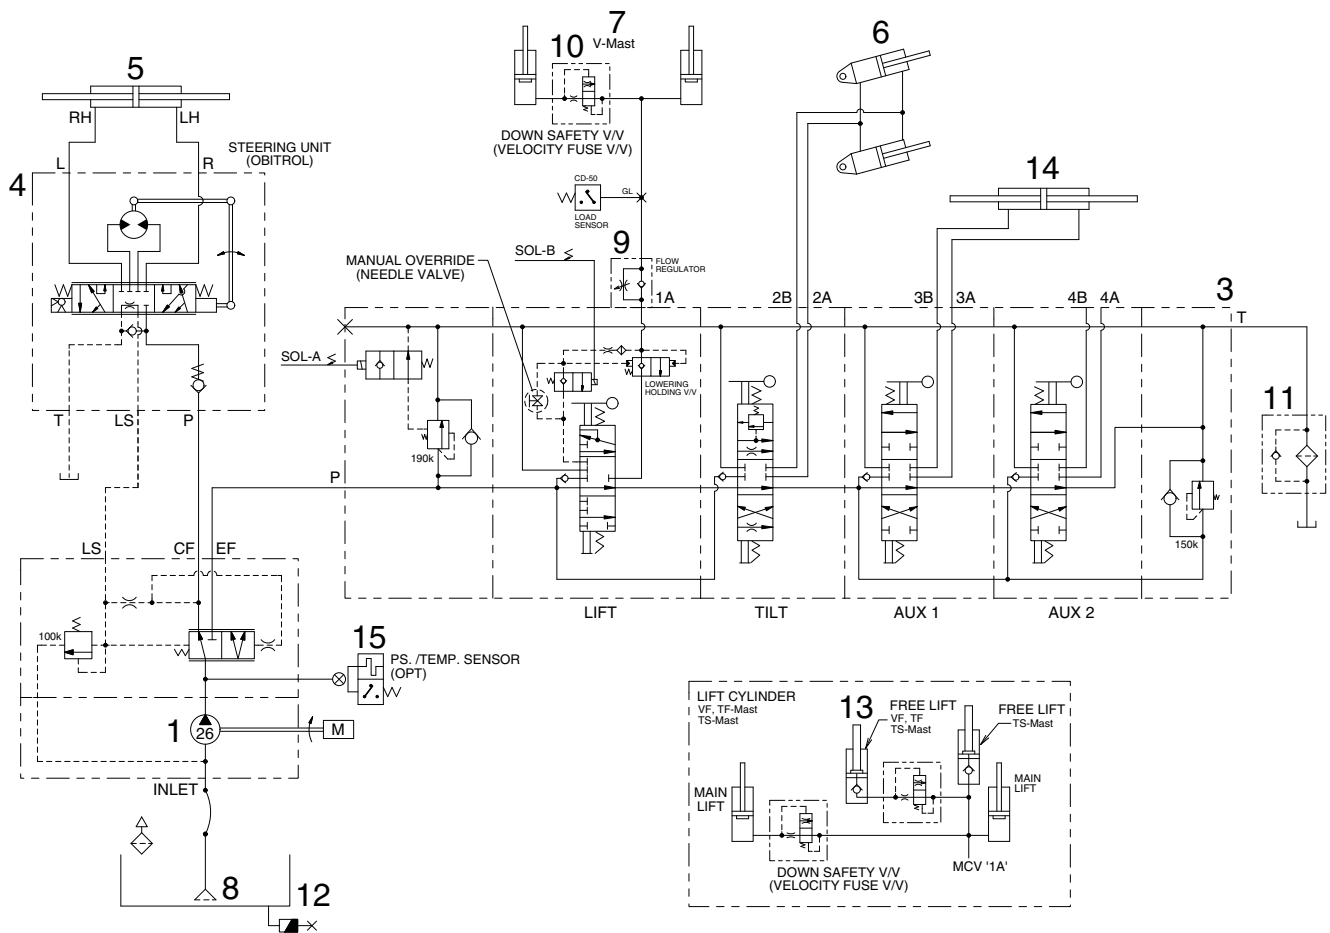 7
V-Mast
10
6
5
RH
LH
DOWN SAFETY V/V
(VELOCITY FUSE V/V)
STEERING UNIT
(OBITROL)
L
R
4
CD-50
GL
LOAD
SENSOR
14
SOL-B
9
FLOW
REGULATOR
MANUAL OVERRIDE
(NEEDLE VALVE)
1A
2B
2A
3B
3A
4B
4A
3
T
SOL-A
LOWERING
HOLDING V/V
11
T
LS
P
190k
P
150k
LS
CF
EF
LIFT
TILT
AUX 1
AUX 2
100k
15
PS. /TEMP. SENSOR
(OPT)
1
26
M
INLET
8
12
LIFT CYLINDER
VF, TF-Mast
TS-Mast
13
FREE LIFT
VF, TF
TS-Mast
FREE LIFT
TS-Mast
MAIN
LIFT
MAIN
LIFT
MCV '1A'
DOWN SAFETY V/V
(VELOCITY FUSE V/V)